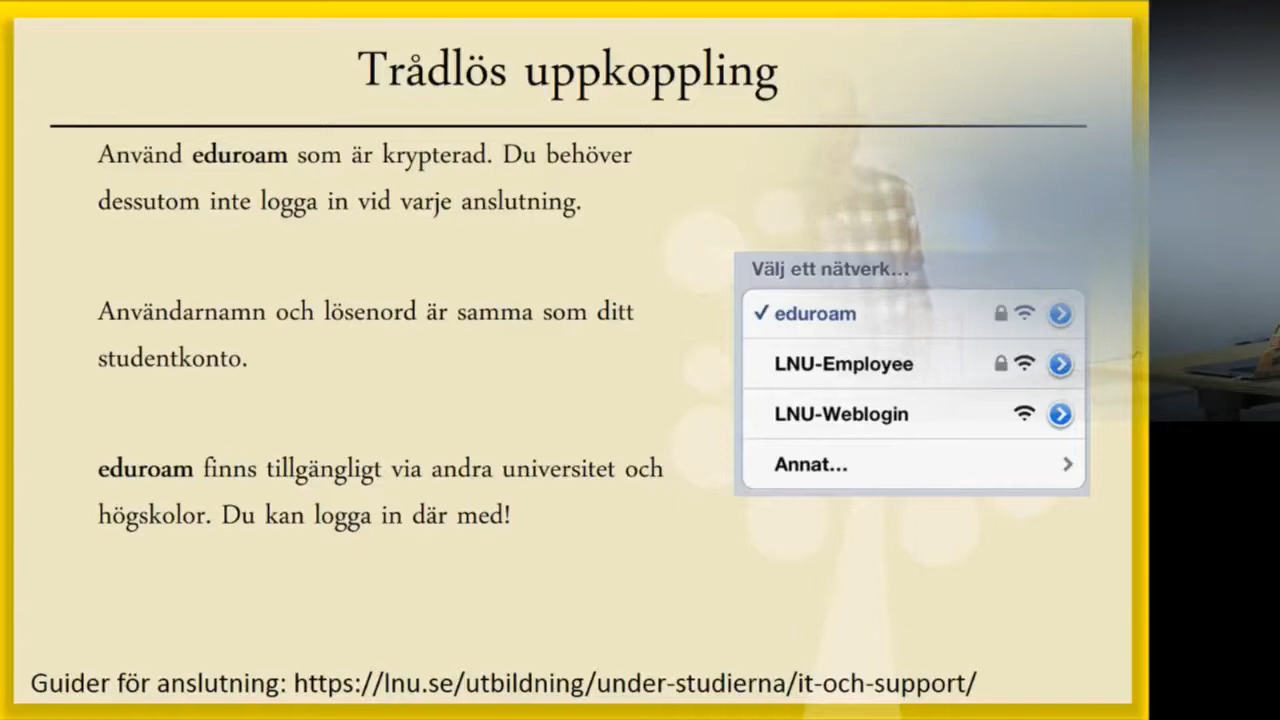 Trådlös uppkoppling
Använd eduroam som är krypterad. Du behöver
dessutom inte logga in vid varje anslutning.
Användarnamn och lösenord är samma som ditt
studentkonto.
eduroam finns tillgängligt via andra universitet och
högskolor. Du kan logga in där med!
Välj ett nätverk...
eduroam
LNU-Employee
LNU-Weblogin
Annat...
Guider för anslutning: https://lnu.se/utbildning/under-studierna/it-och-support/